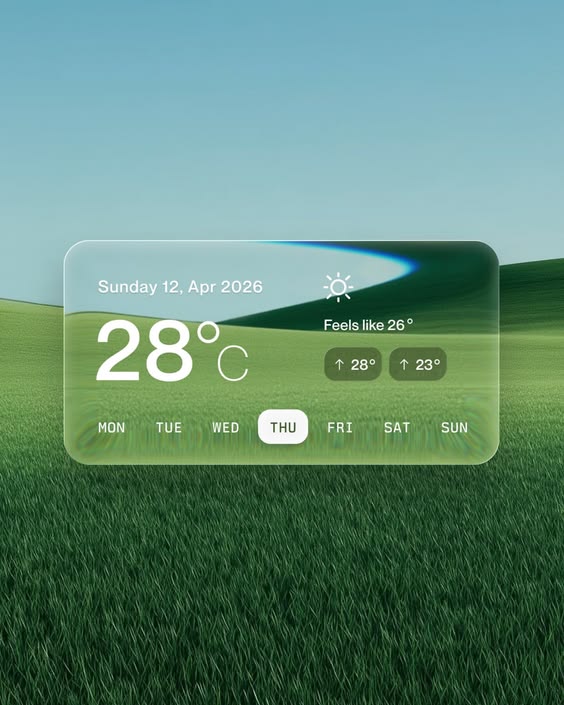 Sunday 12, Apr 2026
28°C
Feels like 26°
↑ 28° ↑ 23°
MON TUE WED THU FRI SAT SUN